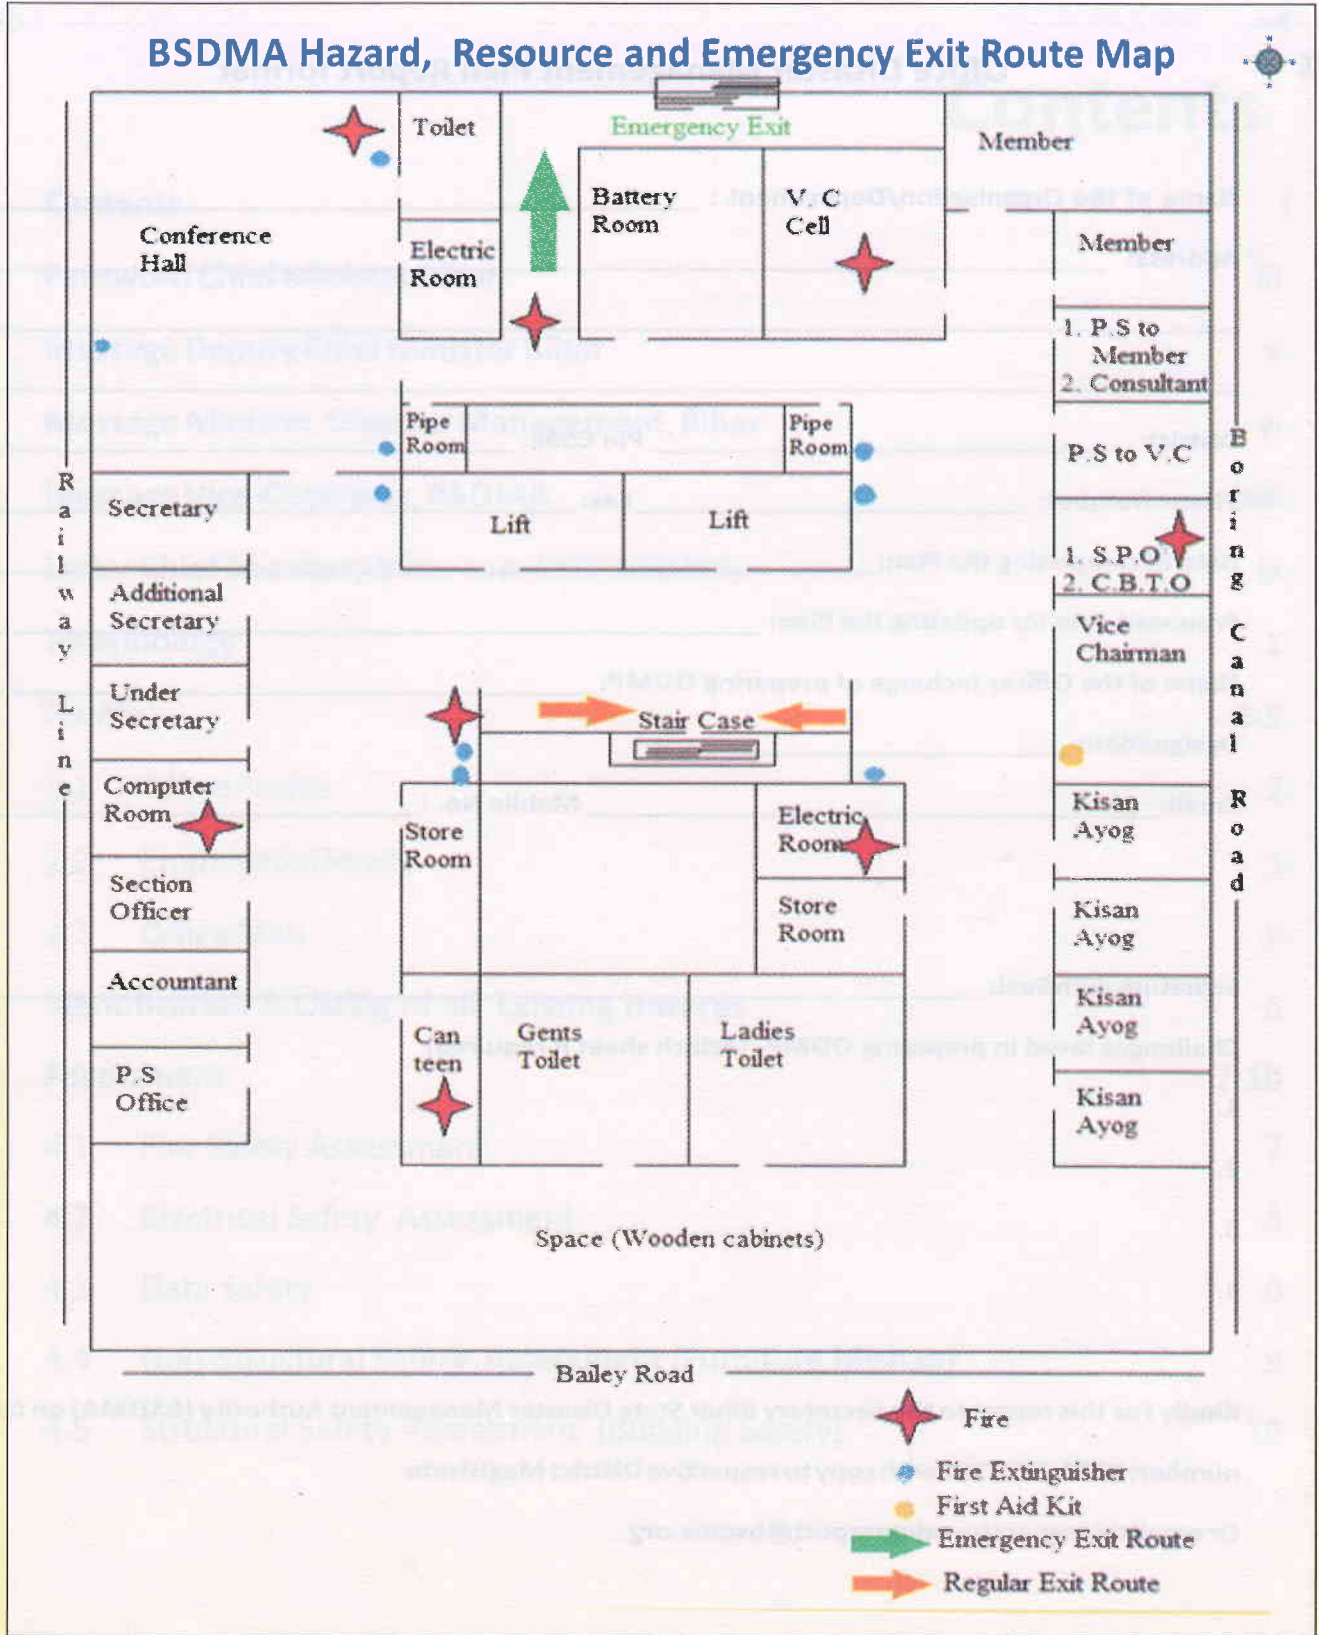 BSDMA Hazard, Resource and Emergency Exit Route Map
Emergency Exit
Toilet
Member
Battery
Room
V. C
Cell
Conference
Hall
Electric
Room
Member
1. P.S to
Member
2. Consultant
Pipe
Room
Pipe
Room
P.S to V.C
Secretary
Lift
Lift
1. S.P.O
2. C.B.T.O
Additional
Secretary
Vice
Chairman
Under
Secretary
Stair Case
Computer
Room
Store
Room
Electric
Room
Kisan
Ayog
Section
Officer
Store
Room
Kisan
Ayog
Accountant
Kisan
Ayog
Can
teen
Gents
Toilet
Ladies
Toilet
P.S
Office
Kisan
Ayog
Space (Wooden cabinets)
Railway Line
Boring Canal Road
Bailey Road
Fire
Fire Extinguisher
First Aid Kit
Emergency Exit Route
Regular Exit Route